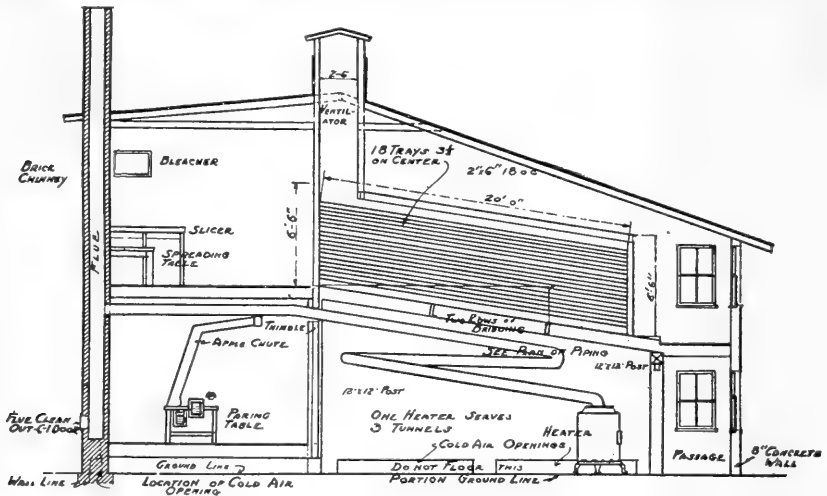 2-6
VENTIL-
ATOR
18 TRAYS 3½
ON CENTER
2"x6" 18 OC
20' 0"
BRICK
CHIMNEY
BLEACHER
FLUE
SLICER
SPREADING
TABLE
6'-6"
6'6"
TWO ROWS OF
BRIDGING
THIMBLE
APPLE CHUTE
SEE PLAN OF PIPING
12"x12" POST
12"x12" POST
PARING
TABLE
ONE HEATER SERVES
3 TUNNELS
FLUE CLEAN
OUT-C-I DOOR
COLD AIR OPENINGS
HEATER
PASSAGE
8" CONCRETE
WALL
GROUND LINE
DO NOT FLOOR THIS
PORTION GROUND LINE
WALL LINE
LOCATION OF COLD AIR
OPENING